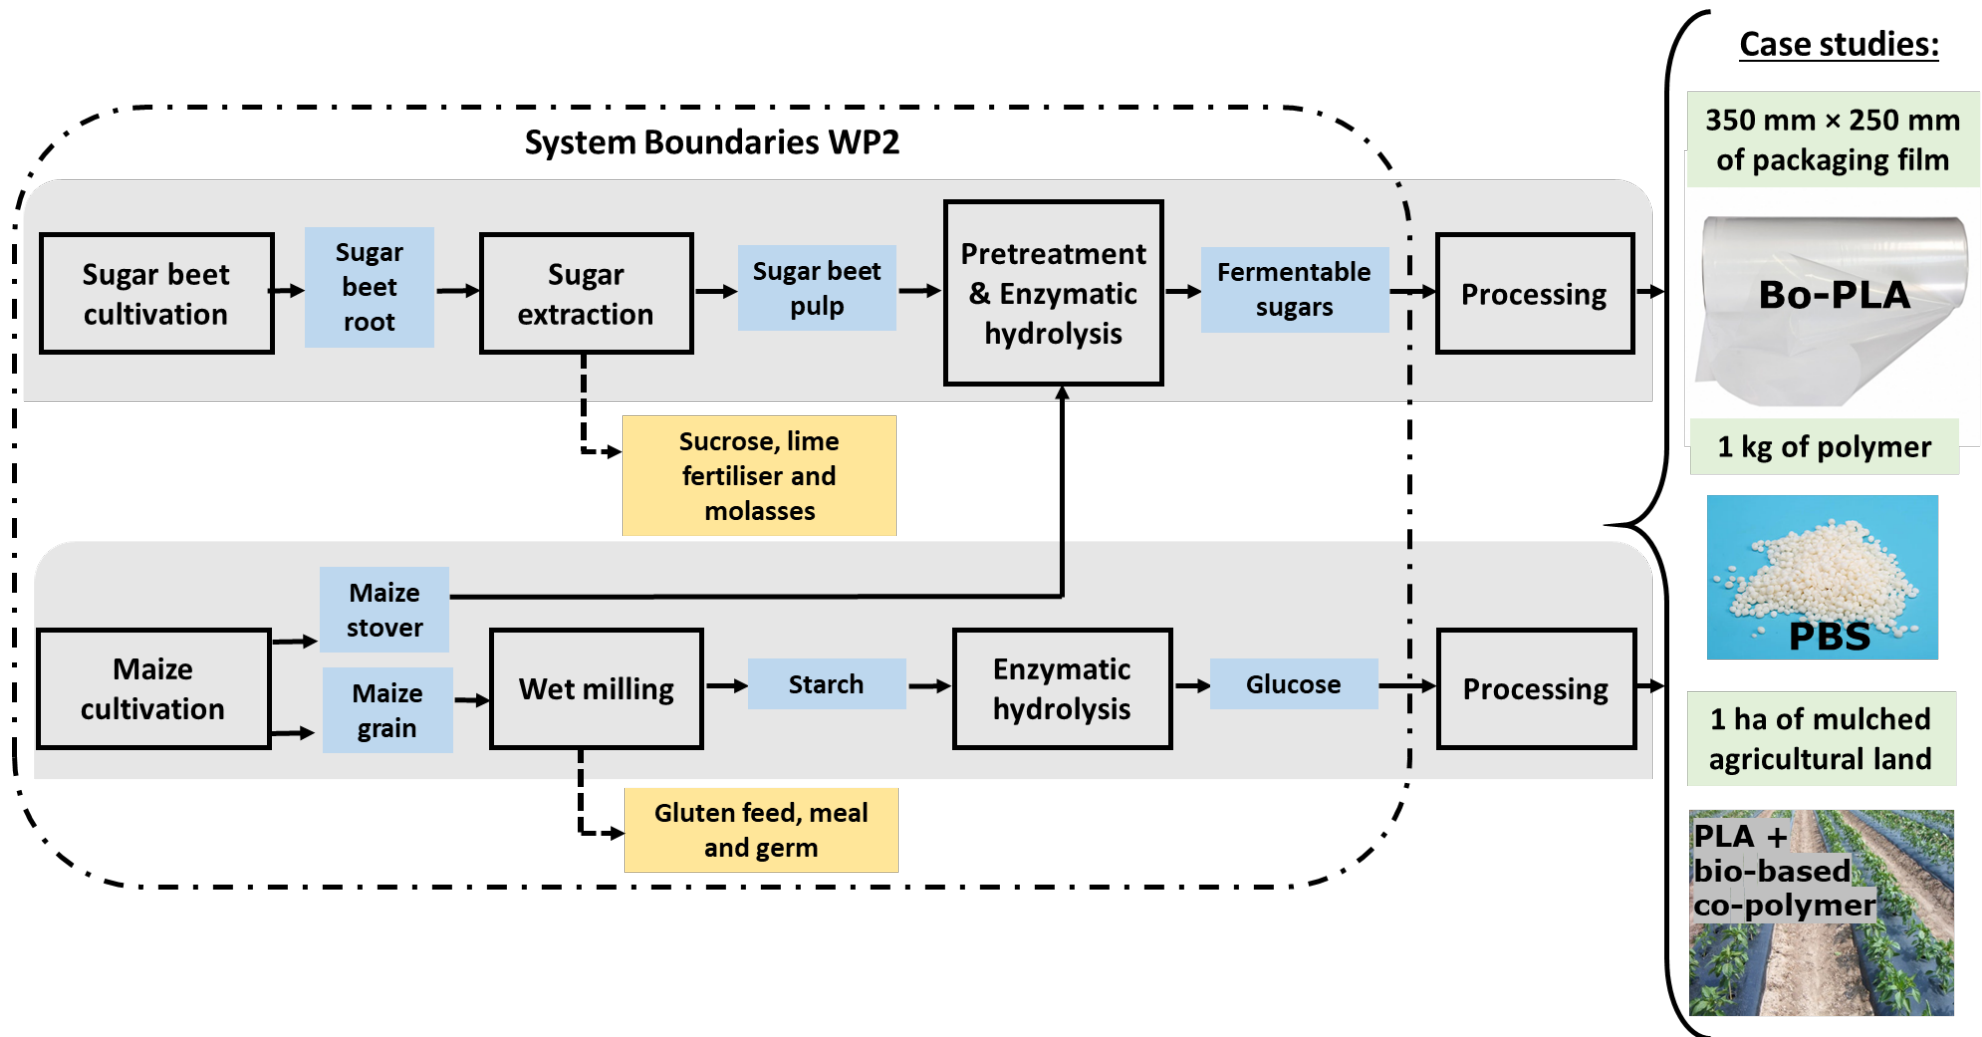 Case studies:
System Boundaries WP2
Sugar beet
cultivation
Sugar
beet
root
Sugar
extraction
Sugar beet
pulp
Pretreatment
& Enzymatic
hydrolysis
Fermentable
sugars
Processing
Sucrose, lime
fertiliser and
molasses
Maize
cultivation
Maize
stover
Maize
grain
Wet milling
Starch
Enzymatic
hydrolysis
Glucose
Processing
Gluten feed, meal
and germ
350 mm × 250 mm
of packaging film
Bo-PLA
1 kg of polymer
PBS
1 ha of mulched
agricultural land
PLA +
bio-based
co-polymer